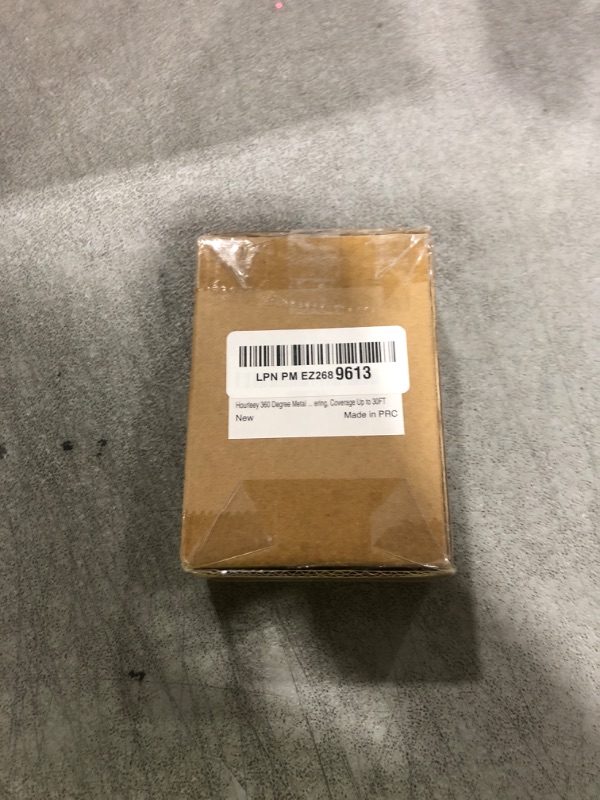 LPN PM EZ268 9613
Hourleey 360 Degree Metal ... ering, Coverage Up to 30FT
New Made in PRC